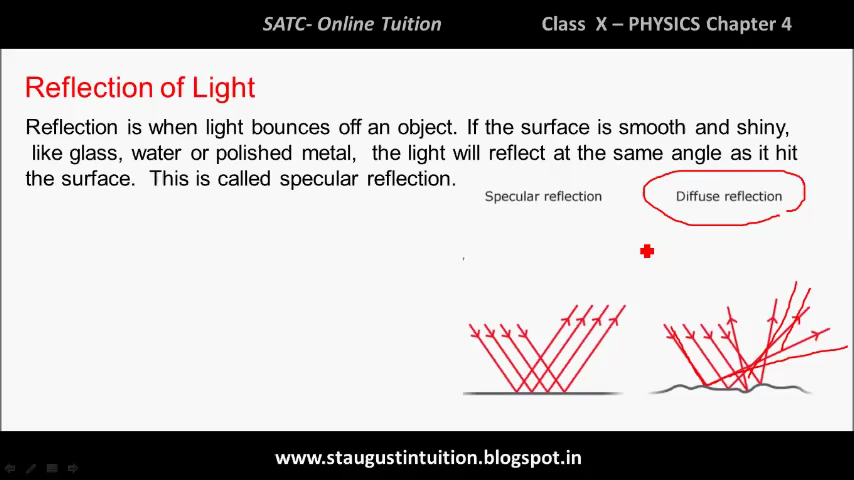 SATC- Online Tuition
Class X – PHYSICS Chapter 4
Reflection of Light
Reflection is when light bounces off an object. If the surface is smooth and shiny,
like glass, water or polished metal, the light will reflect at the same angle as it hit
the surface. This is called specular reflection.
Specular reflection
Diffuse reflection
www.staugustintuition.blogspot.in